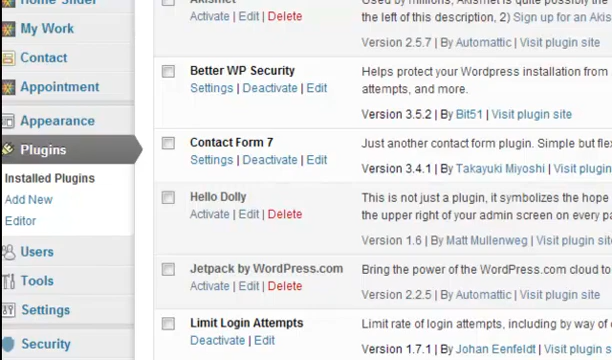 Home Slider
My Work
Contact
Appointment
Appearance
Plugins
Installed Plugins
Add New
Editor
Users
Tools
Settings
Security
Akismet
Activate | Edit | Delete
Used by millions, Akismet is quite possibly the
the left of this description, 2) Sign up for an Akis
Version 2.5.7 | By Automattic | Visit plugin site
Better WP Security
Settings | Deactivate | Edit
Helps protect your Wordpress installation from
attempts, and more.
Version 3.5.2 | By Bit51 | Visit plugin site
Contact Form 7
Settings | Deactivate | Edit
Just another contact form plugin. Simple but fle
Version 3.4.1 | By Takayuki Miyoshi | Visit plugin
Hello Dolly
Activate | Edit | Delete
This is not just a plugin, it symbolizes the hope
the upper right of your admin screen on every pa
Version 1.6 | By Matt Mullenweg | Visit plugin sit
Jetpack by WordPress.com
Activate | Edit | Delete
Bring the power of the WordPress.com cloud to
Version 2.2.5 | By Automattic | Visit plugin site
Limit Login Attempts
Deactivate | Edit
Limit rate of login attempts, including by way of
Version 1.7.1 | By Johan Eenfeldt | Visit plugin s